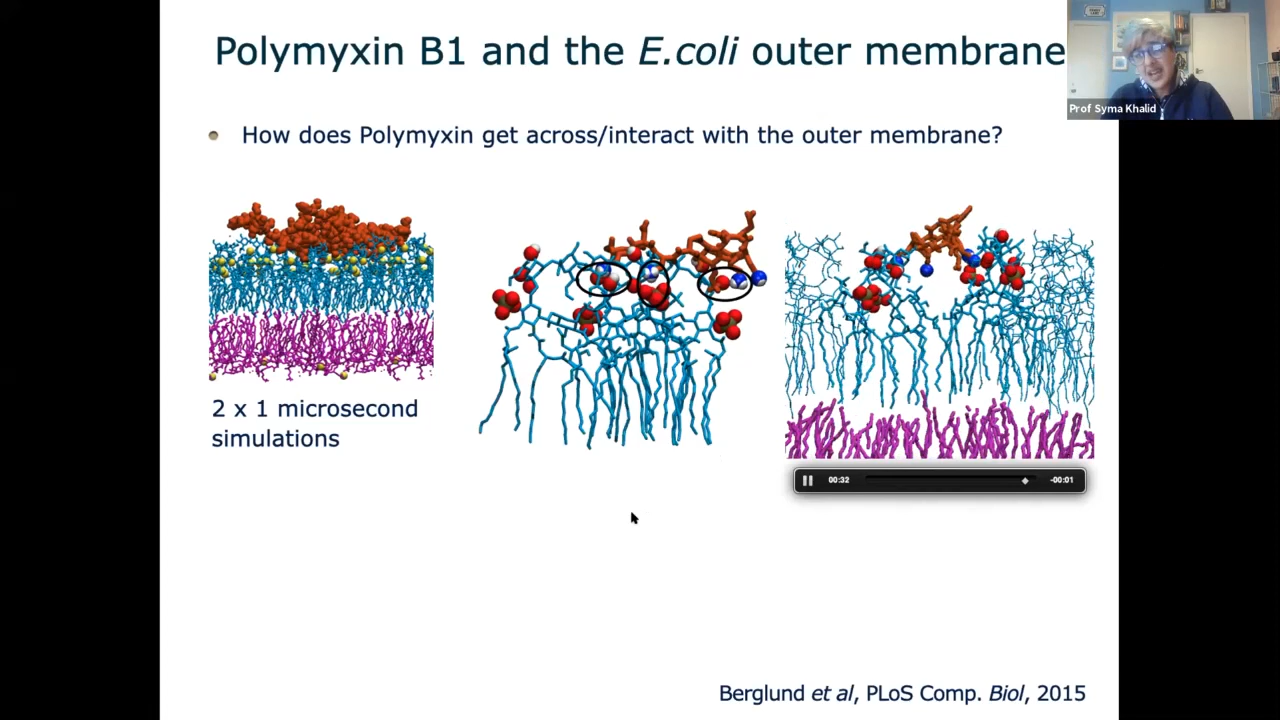 Polymyxin B1 and the E.coli outer membrane
Prof Syma Khalid
How does Polymyxin get across/interact with the outer membrane?
2 x 1 microsecond
simulations
00:32
-00:01
Berglund et al, PLoS Comp. Biol, 2015